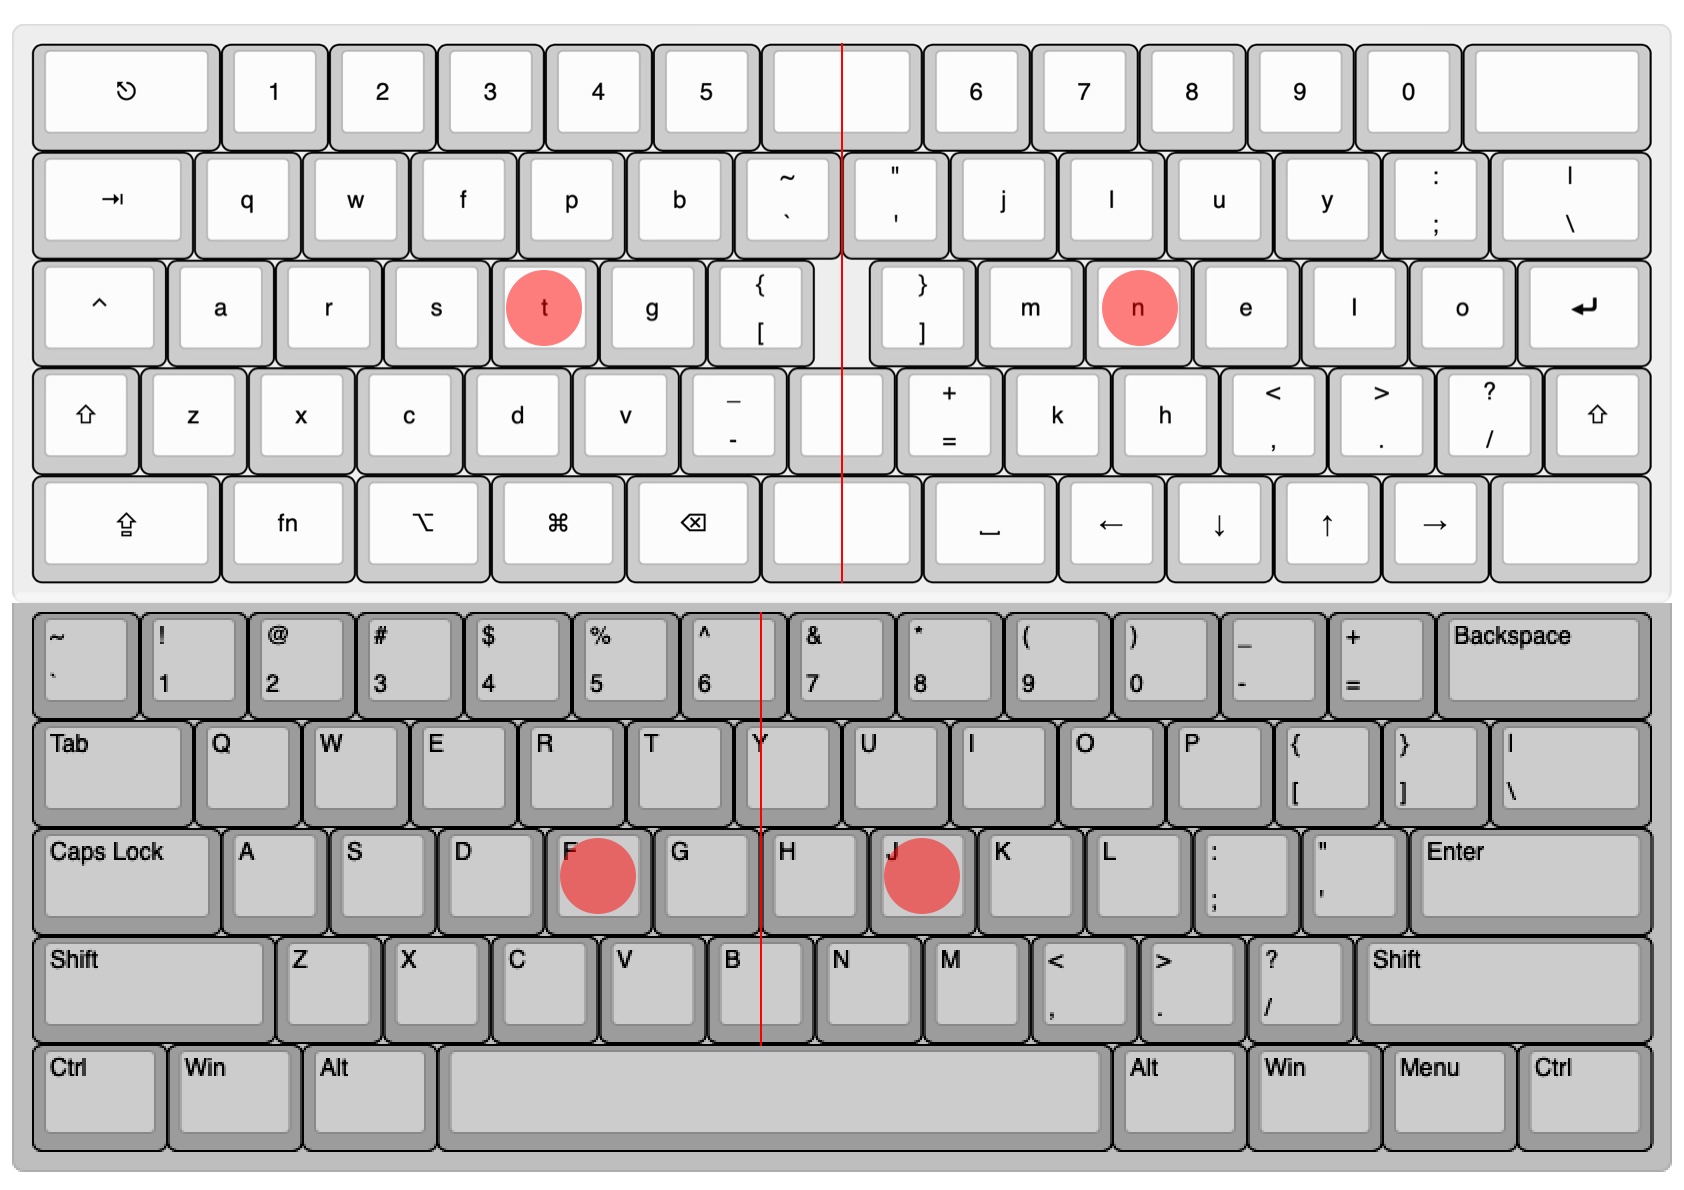 ⎋ 1 2 3 4 5 6 7 8 9 0
⇥ q w f p b ~ ` " ' j l u y : ; | \
^ a r s t g { [ } ] m n e I o ↵
⇧ z x c d v _ - + = k h < , > . ? / ⇧
⇪ fn ⌥ ⌘ ⌫ ⎵ ← ↓ ↑ →
~ ` ! 1 @ 2 # 3 $ 4 % 5 ^ 6 & 7 * 8 ( 9 ) 0 _ - + = Backspace
Tab Q W E R T Y U I O P { [ } ] | \
Caps Lock A S D F G H J K L : ; " ' Enter
Shift Z X C V B N M < , > . ? / Shift
Ctrl Win Alt Alt Win Menu Ctrl